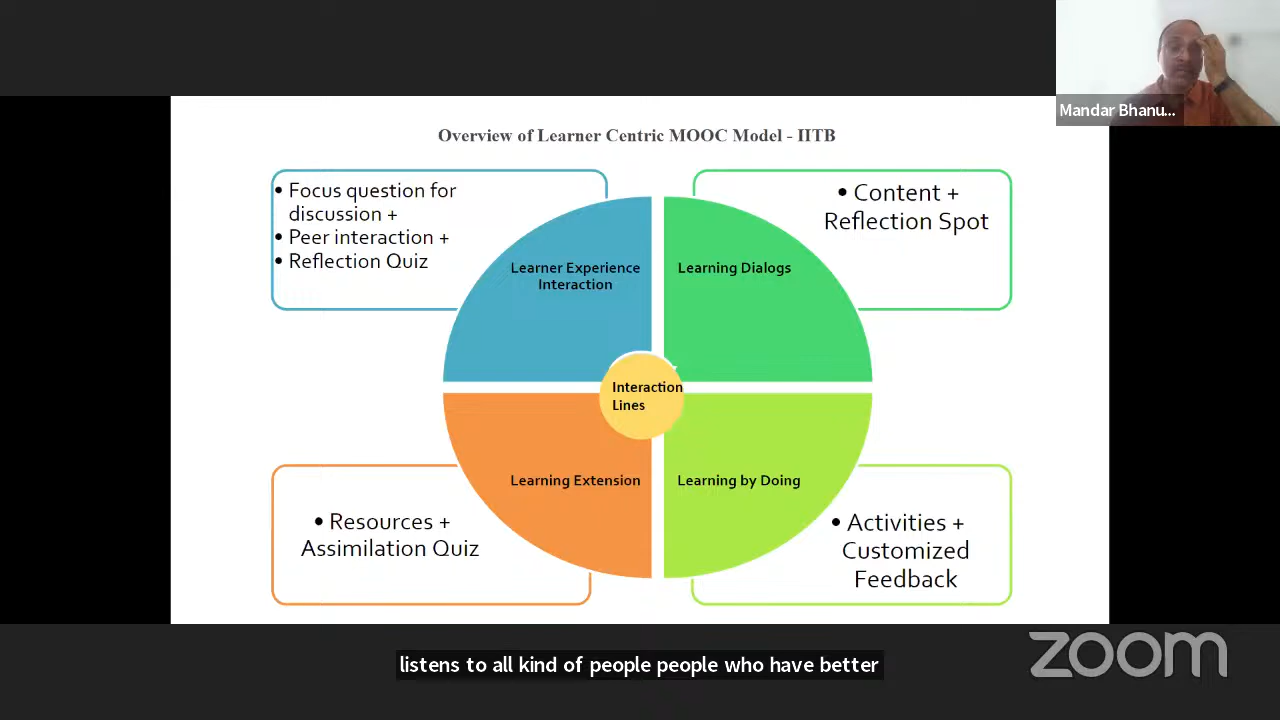 Mandar Bhanu...
Overview of Learner Centric MOOC Model - IITB
• Focus question for
discussion +
• Peer interaction +
• Reflection Quiz
• Content +
Reflection Spot
Learner Experience
Interaction
Learning Dialogs
Interaction
Lines
Learning Extension
Learning by Doing
• Resources +
Assimilation Quiz
• Activities +
Customized
Feedback
listens to all kind of people people who have better
zoom